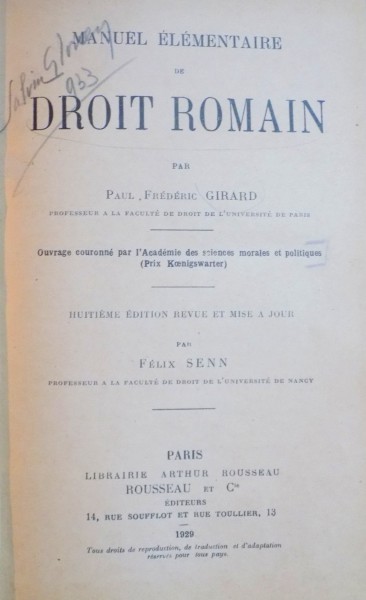 MANUEL ÉLÉMENTAIRE
DE
DROIT ROMAIN
PAR
PAUL FRÉDÉRIC GIRARD
PROFESSEUR A LA FACULTÉ DE DROIT DE L'UNIVERSITÉ DE PARIS
Ouvrage couronné par l'Académie des sciences morales et politiques
(Prix Kœnigswarter)
HUITIÈME ÉDITION REVUE ET MISE A JOUR
PAR
FÉLIX SENN
PROFESSEUR A LA FACULTÉ DE DROIT DE L'UNIVERSITÉ DE NANCY
PARIS
LIBRAIRIE ARTHUR ROUSSEAU
ROUSSEAU ET Cie
ÉDITEURS
14, RUE SOUFFLOT ET RUE TOULLIER, 13
1929
Tous droits de reproduction, de traduction et d'adaptation
réservés pour tous pays.
933